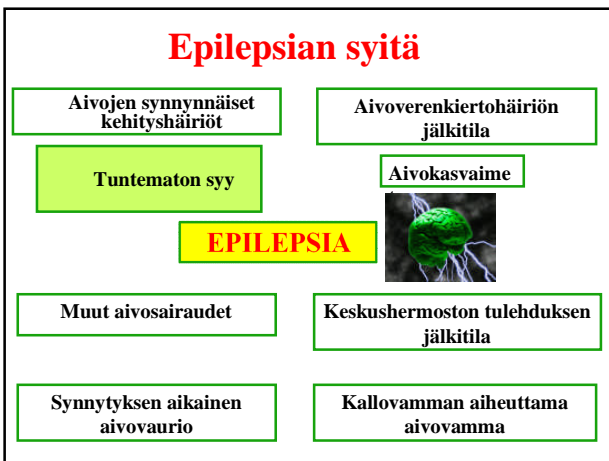 Epilepsian syitä
Aivojen synnynnäiset
kehityshäiriöt
Aivoverenkiertohäiriön
jälkitila
Tuntematon syy
Aivokasvaime
EPILEPSIA
Muut aivosairaudet
Keskushermoston tulehduksen
jälkitila
Synnytyksen aikainen
aivovaurio
Kallovamman aiheuttama
aivovamma